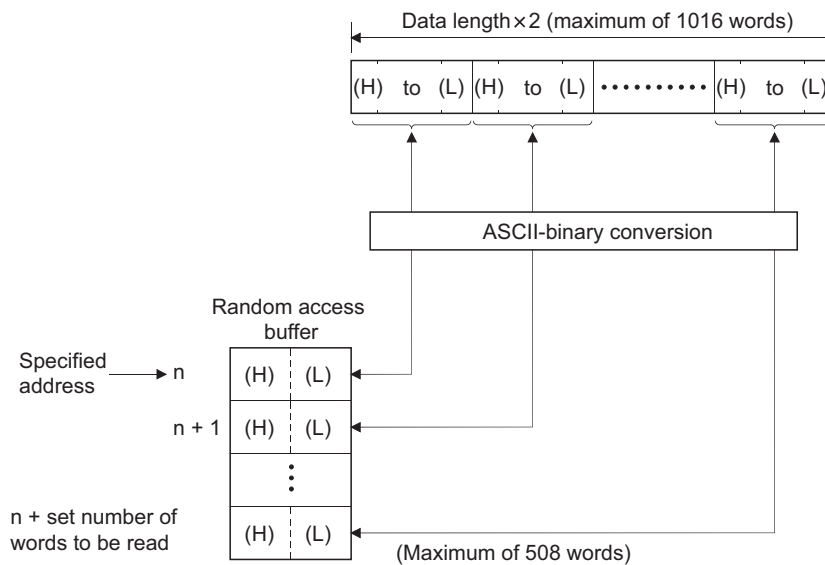 Data length×2 (maximum of 1016 words)
(H) to (L) (H) to (L) •••••••••• (H) to (L)
ASCII-binary conversion
Random access
buffer
Specified
address
n (H) (L)
n + 1 (H) (L)
n + set number of
words to be read
(H) (L)
(Maximum of 508 words)